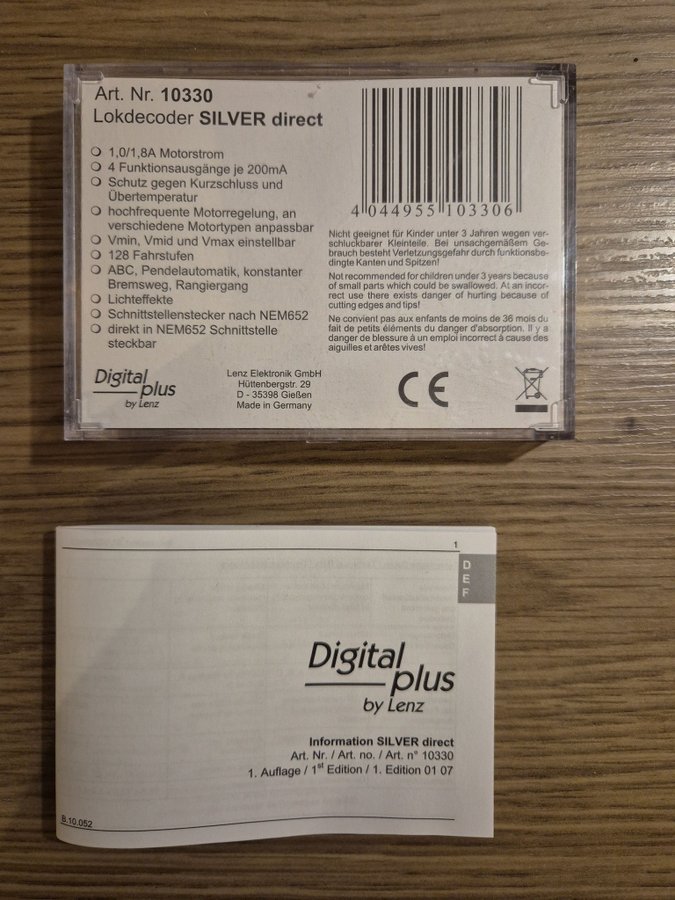 Art. Nr. 10330
Lokdecoder SILVER direct
1,0/1,8A Motorstrom
4 Funktionsausgänge je 200mA
Schutz gegen Kurzschluss und
Übertemperatur
hochfrequente Motorregelung, an
verschiedene Motortypen anpassbar
Vmin, Vmid und Vmax einstellbar
128 Fahrstufen
ABC, Pendelautomatik, konstanter
Bremsweg, Rangiergang
Lichteffekte
Schnittstellenstecker nach NEM652
direkt in NEM652 Schnittstelle
steckbar
4 044955 103306
Nicht geeignet für Kinder unter 3 Jahren wegen ver-
schluckbarer Kleinteile. Bei unsachgemäßem Ge-
brauch besteht Verletzungsgefahr durch funktionsbe-
dingte Kanten und Spitzen!
Not recommended for children under 3 years because
of small parts which could be swallowed. At an incor-
rect use there exists danger of hurting because of
cutting edges and tips!
Ne convient pas aux enfants de moins de 36 mois du
fait de petits éléments du danger d'absorption. Il y a
danger de blessure à un emploi incorrect à cause des
aiguilles et arêtes vives!
Digital
plus
by Lenz
Lenz Elektronik GmbH
Hüttenbergstr. 29
D - 35398 Gießen
Made in Germany
CE
1
D
E
F
Digital
plus
by Lenz
Information SILVER direct
Art. Nr. / Art. no. / Art. n° 10330
1. Auflage / 1st Edition / 1. Edition 01 07
B.10.052